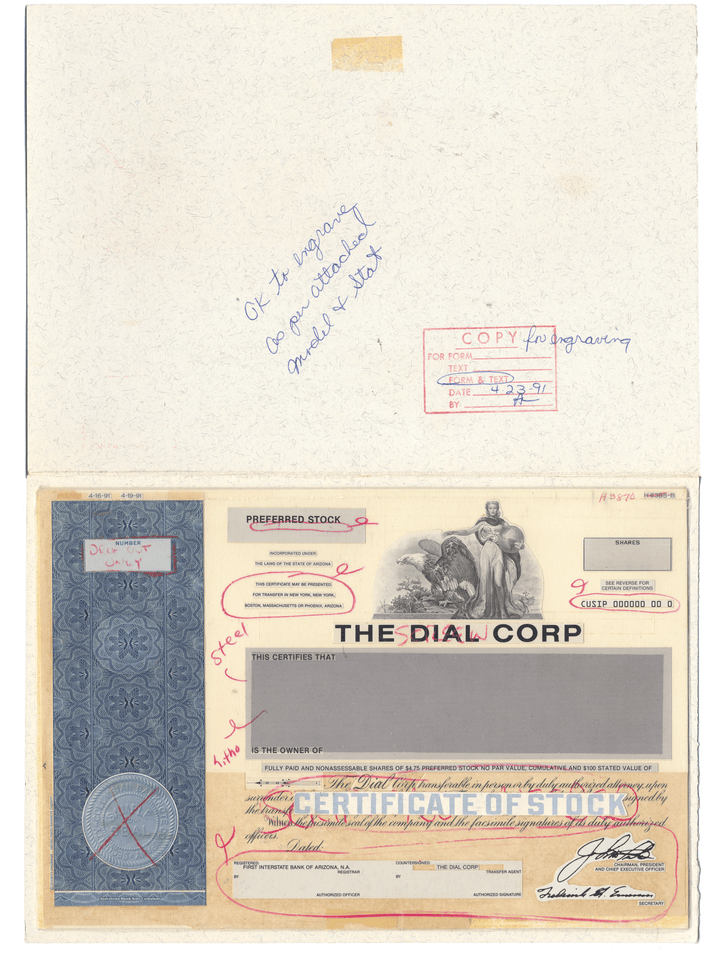 OK to engrave
as per attached
model & Stat
COPY for engraving
FOR FORM
TEXT
FORM & TEXT
DATE 4-23-91
BY
4-16-91 4-19-91
NUMBER
ONLY
PREFERRED STOCK
INCORPORATED UNDER
THE LAWS OF THE STATE OF ARIZONA
THIS CERTIFICATE MAY BE PRESENTED
FOR TRANSFER IN NEW YORK, NEW YORK,
BOSTON, MASSACHUSETTS OR PHOENIX, ARIZONA
SHARES
SEE REVERSE FOR
CERTAIN DEFINITIONS
CUSIP 000000 00 0
THE DIAL CORP
Steel
THIS CERTIFIES THAT
litho
IS THE OWNER OF
FULLY PAID AND NONASSESSABLE SHARES OF $4.75 PREFERRED STOCK NO PAR VALUE, CUMULATIVE AND $100 STATED VALUE OF
The Dial Corp, transferable in person or by duly authorized attorney, upon
surrender
CERTIFICATE OF STOCK
signed by
the transf
Witness the facsimile seal of the company and the facsimile signatures of its duly authorized
officers.
Dated:
REGISTERED
FIRST INTERSTATE BANK OF ARIZONA, N.A.
REGISTRAR
BY
AUTHORIZED OFFICER
COUNTERSIGNED
THE DIAL CORP
TRANSFER AGENT
BY
AUTHORIZED SIGNATURE
CHAIRMAN, PRESIDENT
AND CHIEF EXECUTIVE OFFICER
Frederick G. Emerson
SECRETARY